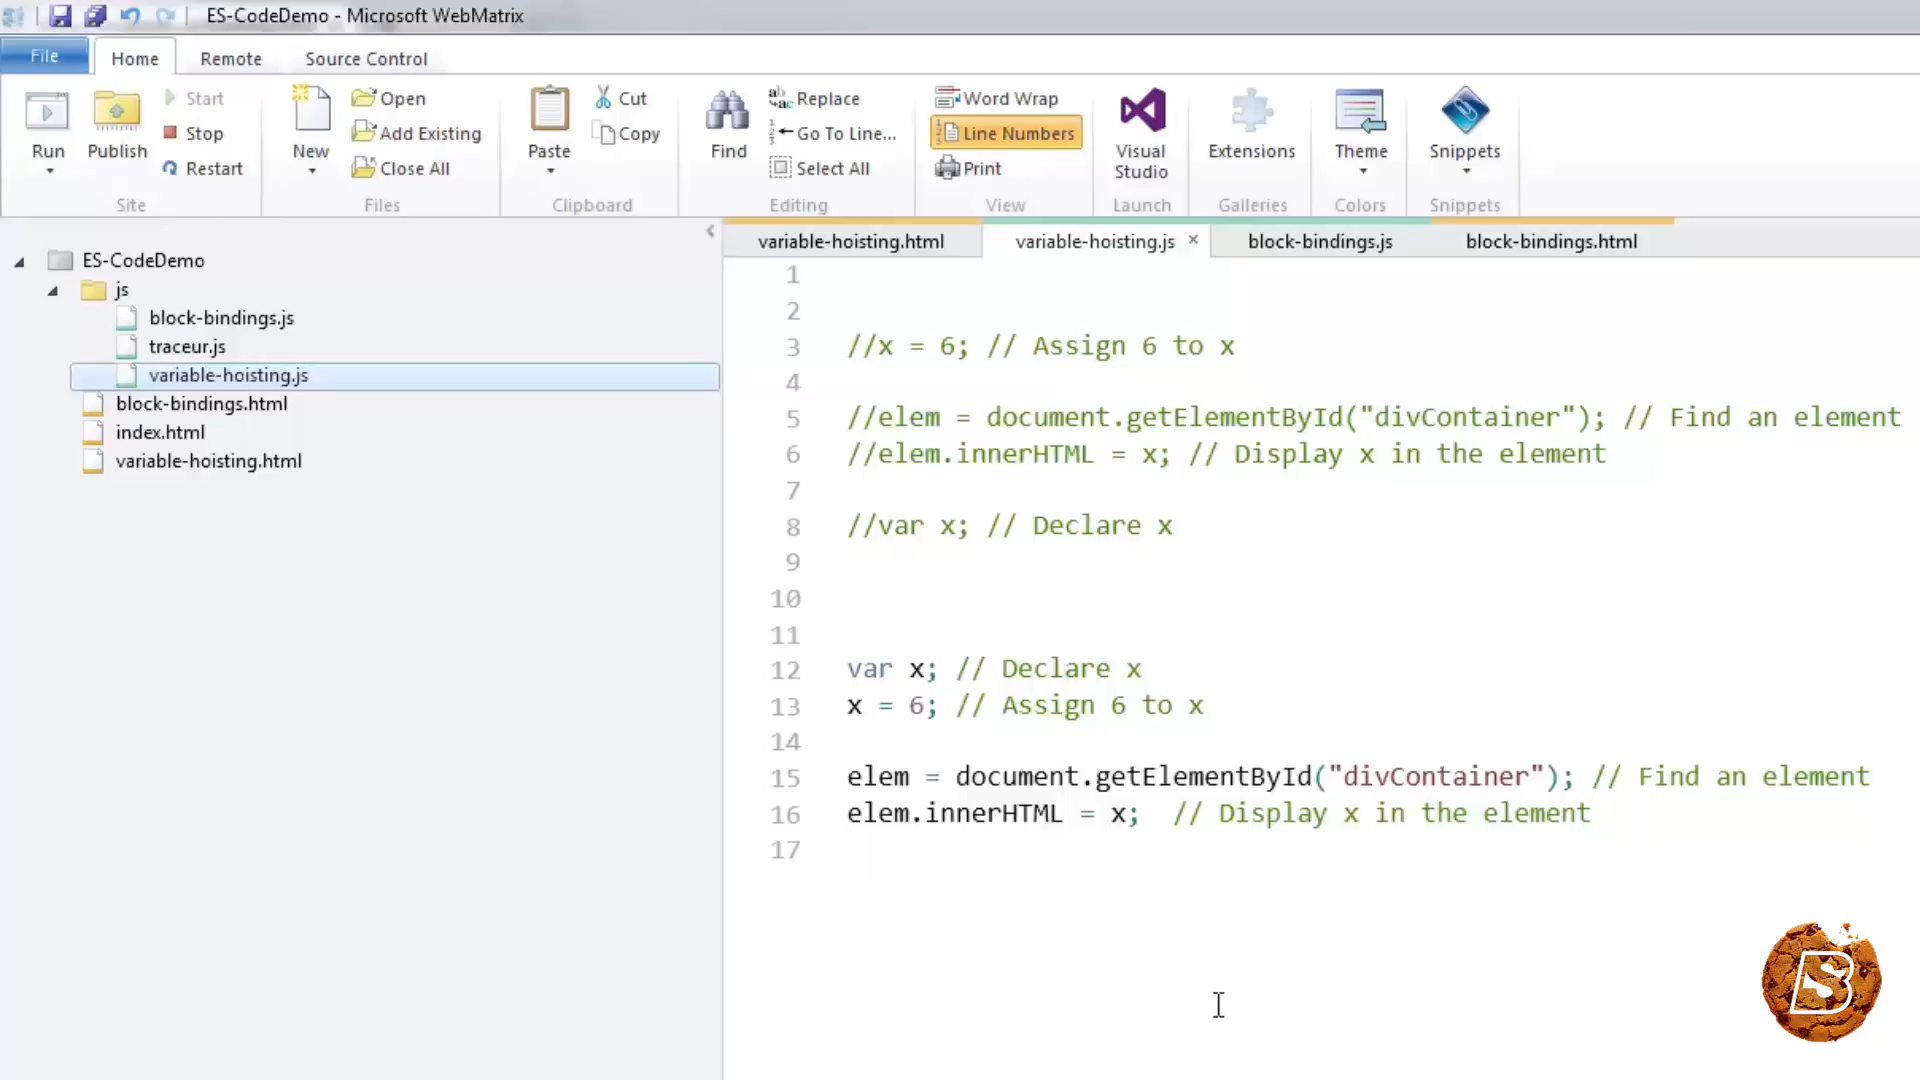 ES-CodeDemo - Microsoft WebMatrix
File Home Remote Source Control
Run
Publish
Start
Stop
Restart
Site
New
Open
Add Existing
Close All
Files
Paste
Cut
Copy
Clipboard
Find
Replace
Go To Line...
Select All
Editing
Word Wrap
Line Numbers
Print
View
Visual
Studio
Launch
Extensions
Galleries
Theme
Colors
Snippets
Snippets
ES-CodeDemo
js
block-bindings.js
traceur.js
variable-hoisting.js
block-bindings.html
index.html
variable-hoisting.html
variable-hoisting.html variable-hoisting.js × block-bindings.js block-bindings.html
1
2
3 //x = 6; // Assign 6 to x
4
5 //elem = document.getElementById("divContainer"); // Find an element
6 //elem.innerHTML = x; // Display x in the element
7
8 //var x; // Declare x
9
10
11
12 var x; // Declare x
13 x = 6; // Assign 6 to x
14
15 elem = document.getElementById("divContainer"); // Find an element
16 elem.innerHTML = x;  // Display x in the element
17